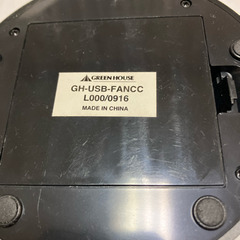 GREEN HOUSE
GH-USB-FANCC
L000/0916
MADE IN CHINA